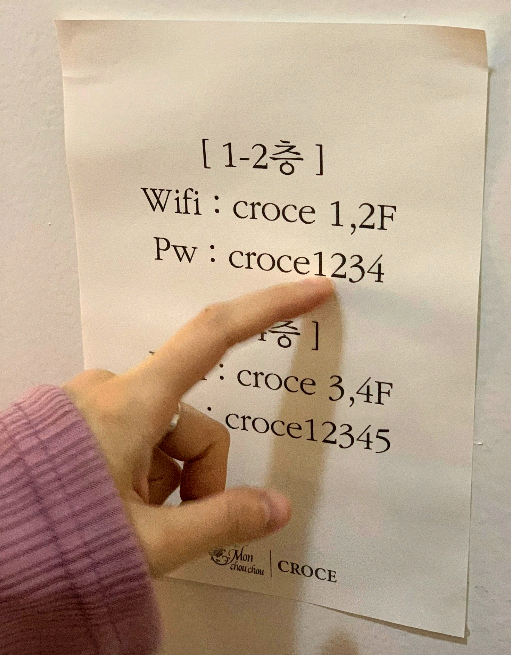 [ 1-2층 ]
Wifi : croce 1,2F
Pw : croce1234
층 ]
: croce 3,4F
: croce12345
Mon chouchou | CROCE